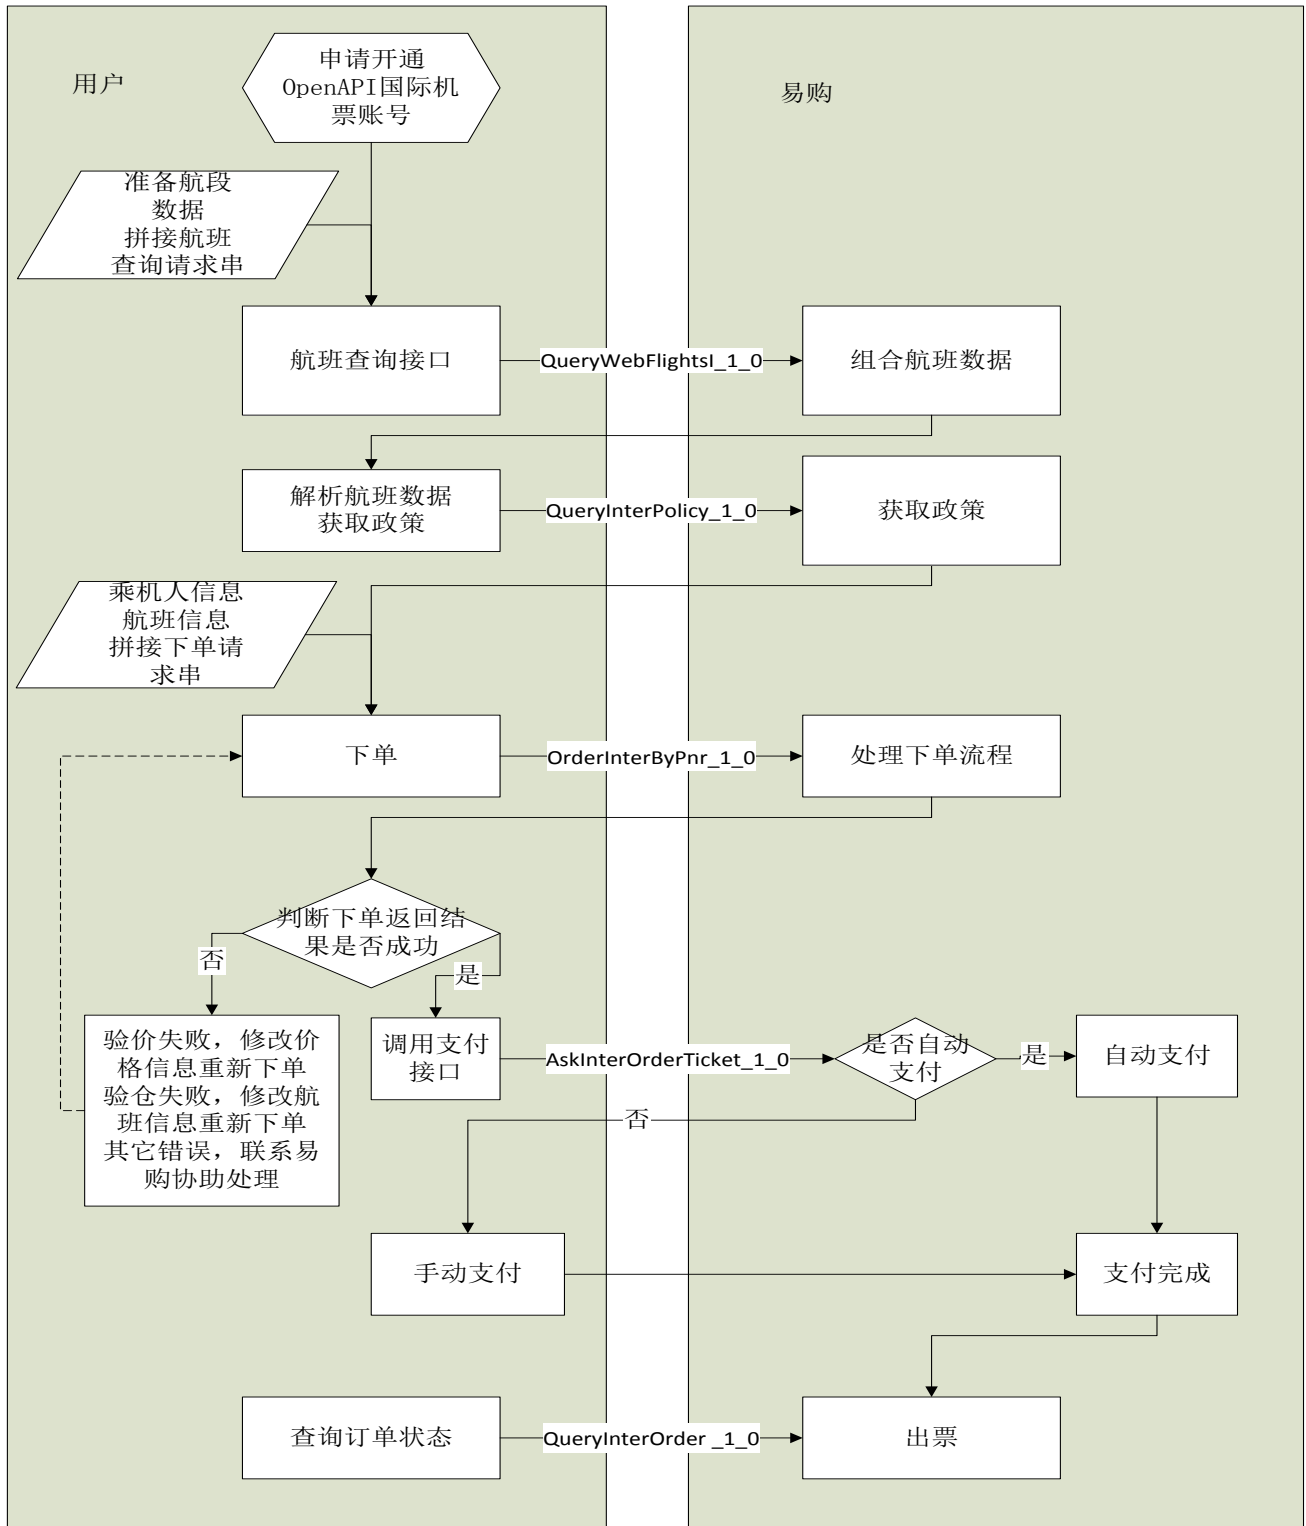 用户
申请开通
OpenAPI国际机
票账号
易购
准备航段
数据
拼接航班
查询请求串
航班查询接口
QueryWebFlightsI_1_0
组合航班数据
解析航班数据
获取政策
QueryInterPolicy_1_0
获取政策
乘机人信息
航班信息
拼接下单请
求串
下单
OrderInterByPnr_1_0
处理下单流程
判断下单返回结
果是否成功
否
是
验价失败，修改价
格信息重新下单
验仓失败，修改航
班信息重新下单
其它错误，联系易
购协助处理
调用支付
接口
AskInterOrderTicket_1_0
是否自动
支付
是
自动支付
否
手动支付
支付完成
查询订单状态
QueryInterOrder _1_0
出票